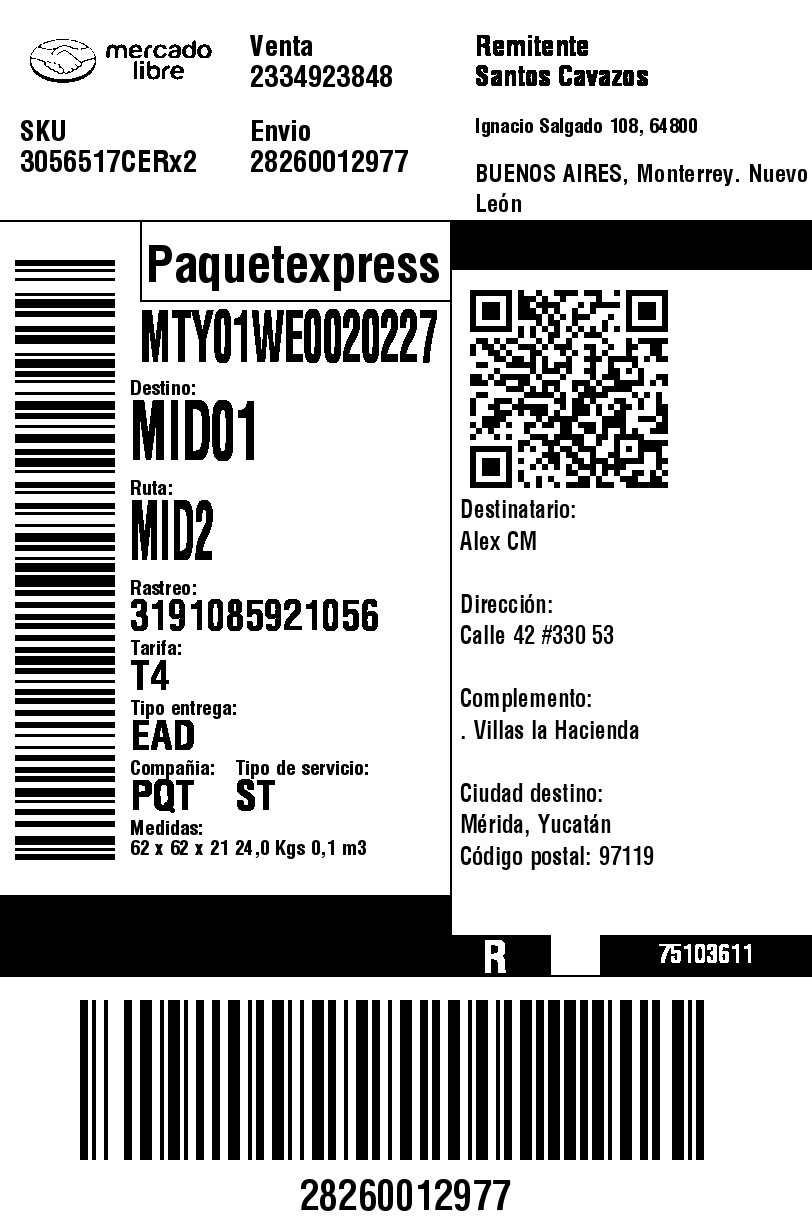 mercado
libre
Venta
2334923848
Remitente
Santos Cavazos
SKU
3056517CERx2
Envio
28260012977
Ignacio Salgado 108, 64800
BUENOS AIRES, Monterrey. Nuevo
León
Paquetexpress
MTY01WE0020227
Destino:
MID01
Ruta:
MID2
Rastreo:
3191085921056
Tarifa:
T4
Tipo entrega:
EAD
Compañia: Tipo de servicio:
PQT ST
Medidas:
62 x 62 x 21 24,0 Kgs 0,1 m3
Destinatario:
Alex CM
Dirección:
Calle 42 #330 53
Complemento:
. Villas la Hacienda
Ciudad destino:
Mérida, Yucatán
Código postal: 97119
R
75103611
28260012977